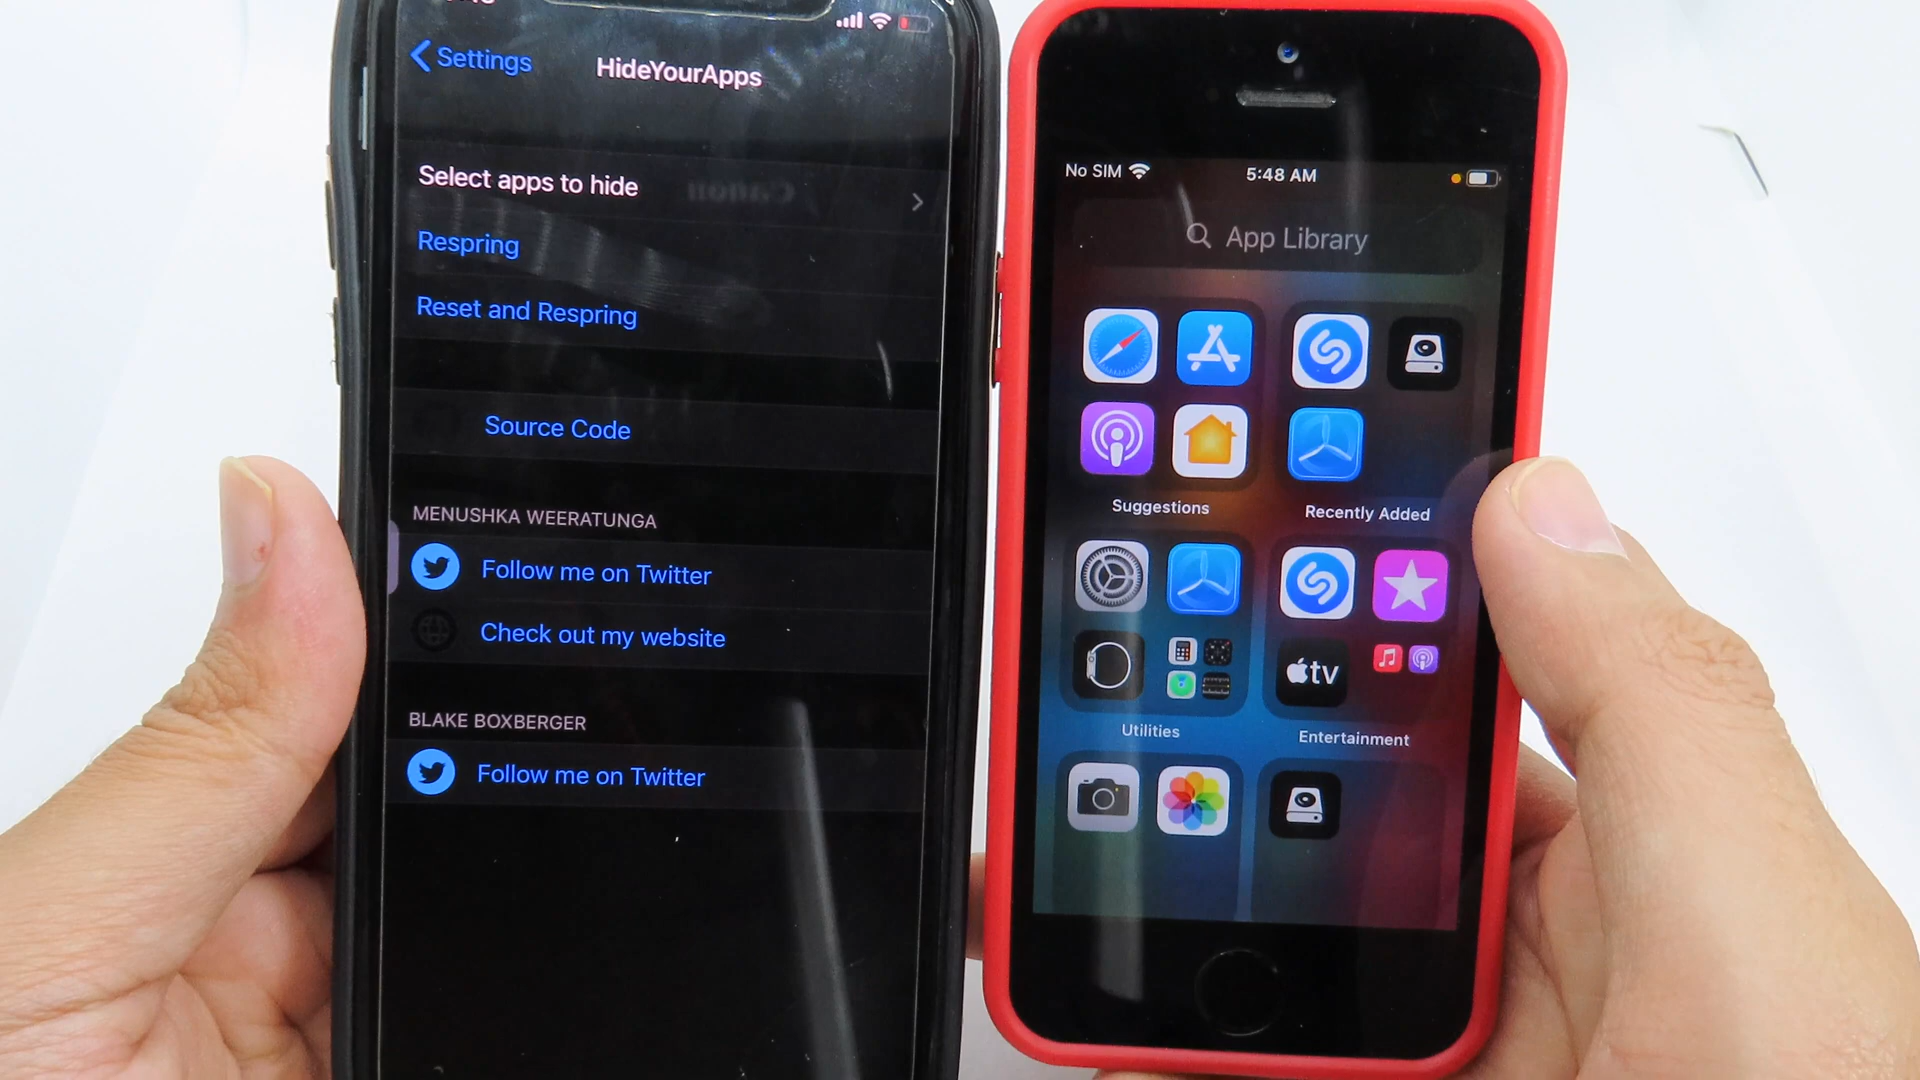 Settings
HideYourApps
Select apps to hide
Respring
Reset and Respring
Source Code
MENUSHKA WEERATUNGA
Follow me on Twitter
Check out my website
BLAKE BOXBERGER
Follow me on Twitter
No SIM
5:48 AM
App Library
Suggestions
Recently Added
tv
Utilities
Entertainment
Canon